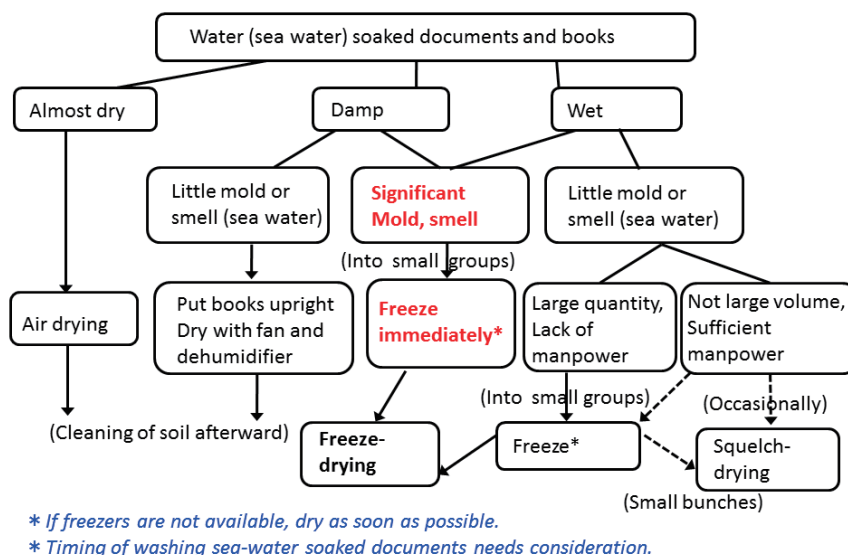 Water (sea water) soaked documents and books
Almost dry
Damp
Wet
Little mold or
smell (sea water)
Significant
Mold, smell
Little mold or
smell (sea water)
(Into small groups)
Air drying
Put books upright
Dry with fan and
dehumidifier
Freeze
immediately*
Large quantity,
Lack of
manpower
Not large volume,
Sufficient
manpower
(Into small groups)
(Occasionally)
(Cleaning of soil afterward)
Freeze-
drying
Freeze*
Squelch-
drying
(Small bunches)
* If freezers are not available, dry as soon as possible.
* Timing of washing sea-water soaked documents needs consideration.